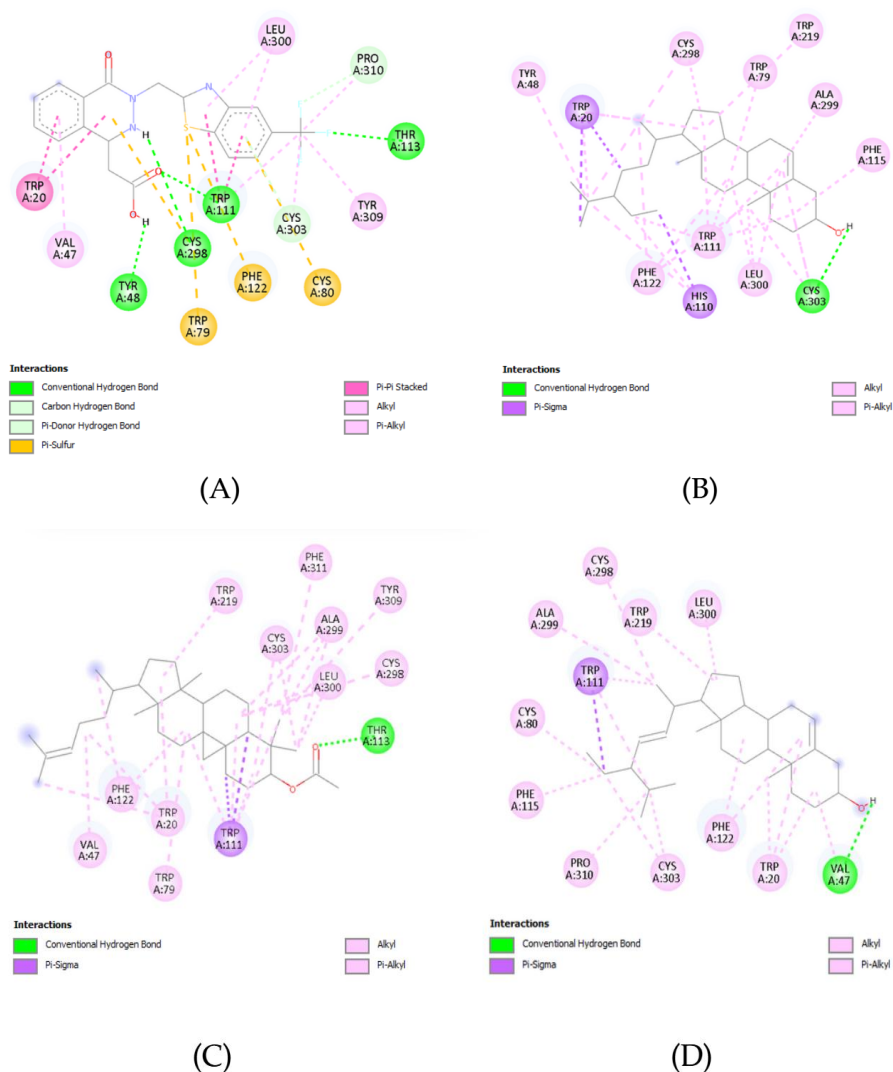 LEU
A:300
PRO
A:310
THR
A:113
TYR
A:309
CYS
A:303
TRP
A:111
TRP
A:20
VAL
A:47
CYS
A:298
TYR
A:48
PHE
A:122
CYS
A:80
TRP
A:79
O
N
N
H
H
S
N
O
O
H
Interactions
Conventional Hydrogen Bond
Carbon Hydrogen Bond
Pi-Donor Hydrogen Bond
Pi-Sulfur
Pi-Pi Stacked
Alkyl
Pi-Alkyl
(A)
TRP
A:219
CYS
A:298
TYR
A:48
TRP
A:79
ALA
A:299
TRP
A:20
PHE
A:115
TRP
A:111
PHE
A:122
LEU
A:300
HIS
A:110
CYS
A:303
O
H
Interactions
Conventional Hydrogen Bond
Pi-Sigma
Alkyl
Pi-Alkyl
(B)
PHE
A:311
TRP
A:219
TYR
A:309
ALA
A:299
CYS
A:303
LEU
A:300
CYS
A:298
THR
A:113
PHE
A:122
TRP
A:20
TRP
A:111
VAL
A:47
TRP
A:79
O
O
Interactions
Conventional Hydrogen Bond
Pi-Sigma
Alkyl
Pi-Alkyl
(C)
CYS
A:298
ALA
A:299
TRP
A:219
LEU
A:300
TRP
A:111
CYS
A:80
PHE
A:115
PHE
A:122
PRO
A:310
CYS
A:303
TRP
A:20
VAL
A:47
O
H
Interactions
Conventional Hydrogen Bond
Pi-Sigma
Alkyl
Pi-Alkyl
(D)